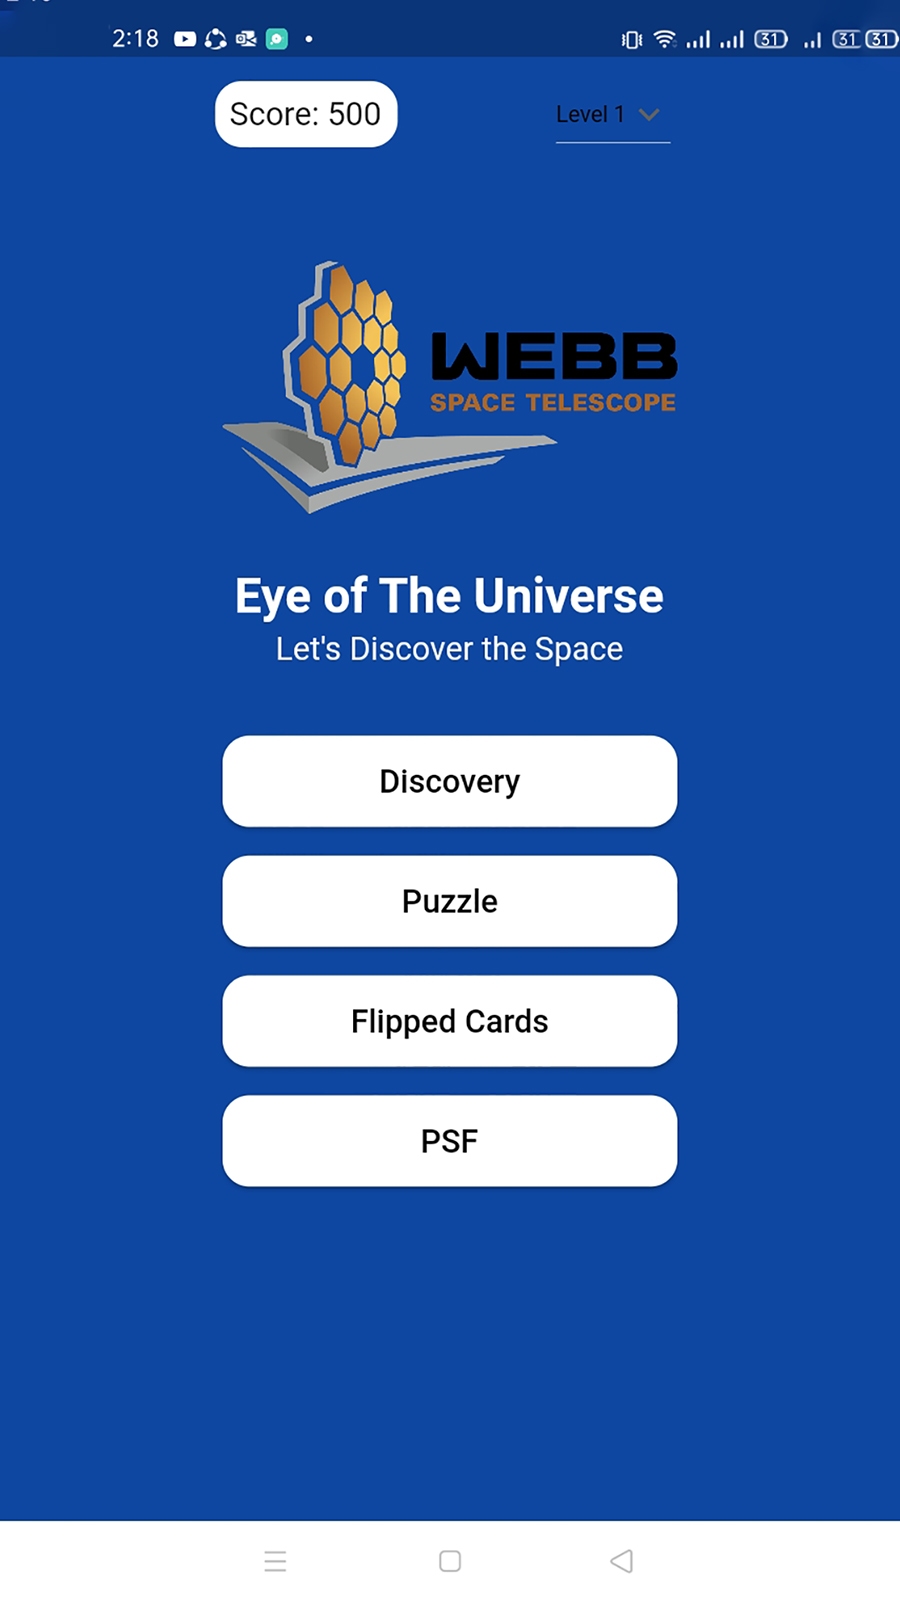 2:18 31 31 31
Score: 500 Level 1
WEBB
SPACE TELESCOPE
Eye of The Universe
Let's Discover the Space
Discovery
Puzzle
Flipped Cards
PSF